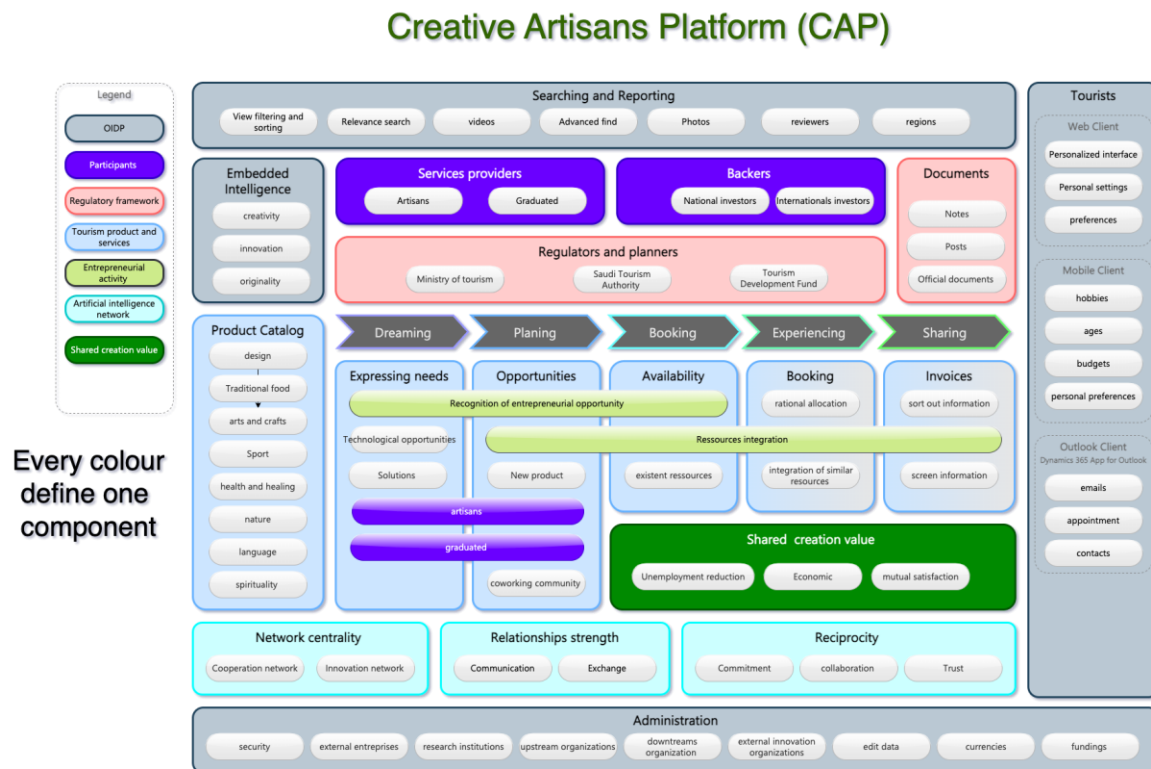 Creative Artisans Platform (CAP)
Legend
OIDP
Participants
Regulatory framework
Tourism product and
services
Entrepreneurial
activity
Artificial intelligence
network
Shared creation value
Every colour
define one
component
Searching and Reporting
View filtering and
sorting
Relevance search
videos
Advanced find
Photos
reviewers
regions
Embedded
Intelligence
creativity
innovation
originality
Services providers
Artisans
Graduated
Backers
National investors
Internationals investors
Documents
Notes
Posts
Official documents
Regulators and planners
Ministry of tourism
Saudi Tourism
Authority
Tourism
Development Fund
Product Catalog
design
Traditional food
arts and crafts
Sport
health and healing
nature
language
spirituality
Dreaming
Planing
Booking
Experiencing
Sharing
Expressing needs
Opportunities
Availability
Booking
Invoices
Recognition of entrepreneurial opportunity
rational allocation
sort out information
Technological opportunities
Ressources integration
Solutions
New product
existent ressources
integration of similar
resources
screen information
artisans
graduated
coworking community
Shared creation value
Unemployment reduction
Economic
mutual satisfaction
Network centrality
Cooperation network
Innovation network
Relationships strength
Communication
Exchange
Reciprocity
Commitment
collaboration
Trust
Tourists
Web Client
Personalized interface
Personal settings
preferences
Mobile Client
hobbies
ages
budgets
personal preferences
Outlook Client
Dynamics 365 App for Outlook
emails
appointment
contacts
Administration
security
external entreprises
research institutions
upstream organizations
downtreams
organization
external innovation
organizations
edit data
currencies
fundings